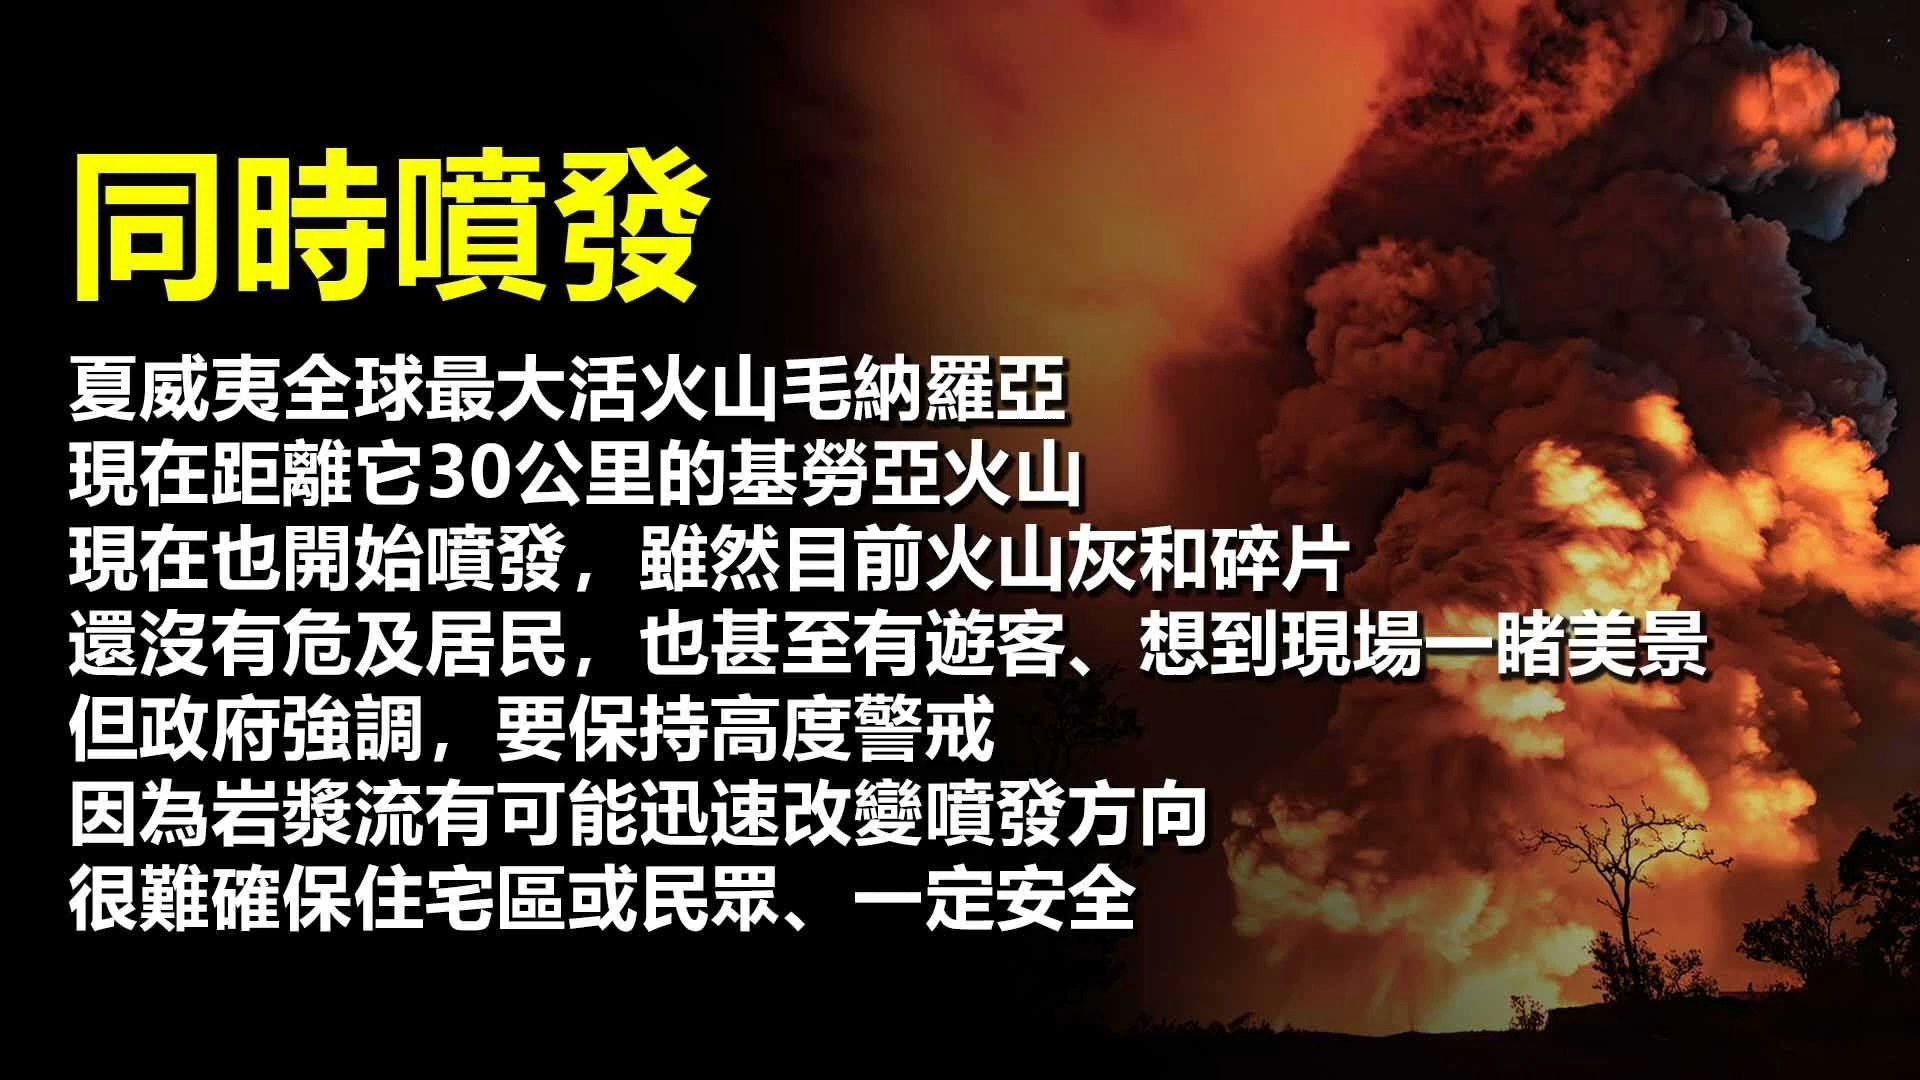 同時噴發
夏威夷全球最大活火山毛納羅亞
現在距離它30公里的基勞亞火山
現在也開始噴發，雖然目前火山灰和碎片
還沒有危及居民，也甚至有遊客、想到現場一睹美景
但政府強調，要保持高度警戒
因為岩漿流有可能迅速改變噴發方向
很難確保住宅區或民眾、一定安全